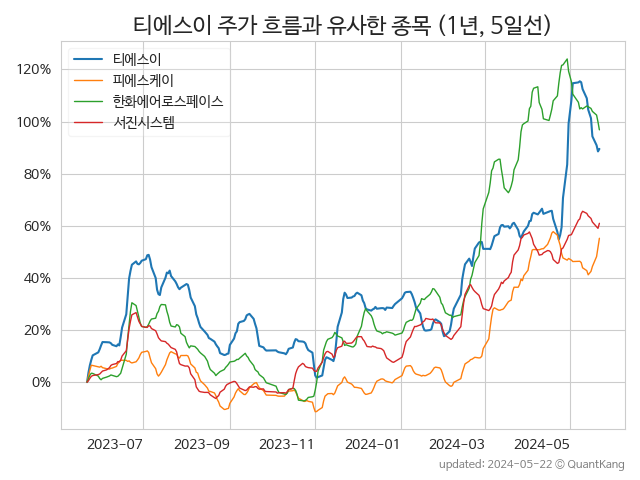 티에스이 주가 흐름과 유사한 종목 (1년, 5일선)
티에스이
피에스케이
한화에어로스페이스
서진시스템
120%
100%
80%
60%
40%
20%
0%
2023-07 2023-09 2023-11 2024-01 2024-03 2024-05
updated: 2024-05-22 © QuantKang